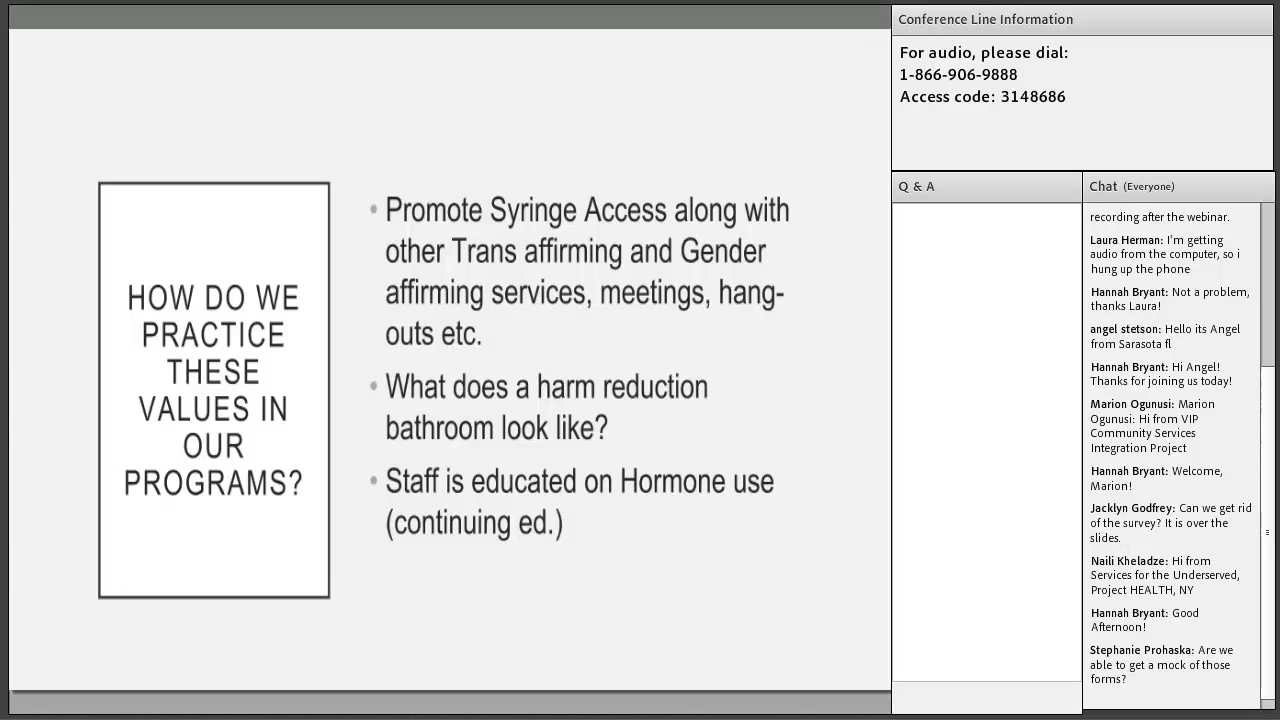 HOW DO WE
PRACTICE
THESE
VALUES IN
OUR
PROGRAMS?
• Promote Syringe Access along with
other Trans affirming and Gender
affirming services, meetings, hang-
outs etc.
• What does a harm reduction
bathroom look like?
• Staff is educated on Hormone use
(continuing ed.)
Conference Line Information
For audio, please dial:
1-866-906-9888
Access code: 3148686
Q & A
Chat (Everyone)
recording after the webinar.
Laura Herman: I'm getting
audio from the computer, so i
hung up the phone
Hannah Bryant: Not a problem,
thanks Laura!
angel stetson: Hello its Angel
from Sarasota fl
Hannah Bryant: Hi Angel!
Thanks for joining us today!
Marion Ogunusi: Marion
Ogunusi: Hi from VIP
Community Services
Integration Project
Hannah Bryant: Welcome,
Marion!
Jacklyn Godfrey: Can we get rid
of the survey? It is over the
slides.
Naili Kheladze: Hi from
Services for the Underserved,
Project HEALTH, NY
Hannah Bryant: Good
Afternoon!
Stephanie Prohaska: Are we
able to get a mock of those
forms?